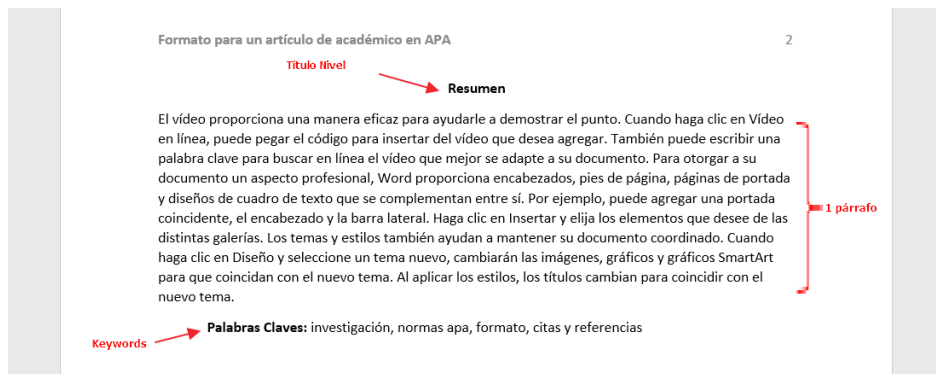 Formato para un artículo de académico en APA 2
Título Nivel
Resumen
El vídeo proporciona una manera eficaz para ayudarle a demostrar el punto. Cuando haga clic en Vídeo
en línea, puede pegar el código para insertar del vídeo que desea agregar. También puede escribir una
palabra clave para buscar en línea el vídeo que mejor se adapte a su documento. Para otorgar a su
documento un aspecto profesional, Word proporciona encabezados, pies de página, páginas de portada
y diseños de cuadro de texto que se complementan entre sí. Por ejemplo, puede agregar una portada
coincidente, el encabezado y la barra lateral. Haga clic en Insertar y elija los elementos que desee de las
distintas galerías. Los temas y estilos también ayudan a mantener su documento coordinado. Cuando
haga clic en Diseño y seleccione un tema nuevo, cambiarán las imágenes, gráficos y gráficos SmartArt
para que coincidan con el nuevo tema. Al aplicar los estilos, los títulos cambian para coincidir con el
nuevo tema.
1 párrafo
Palabras Claves: investigación, normas apa, formato, citas y referencias
Keywords